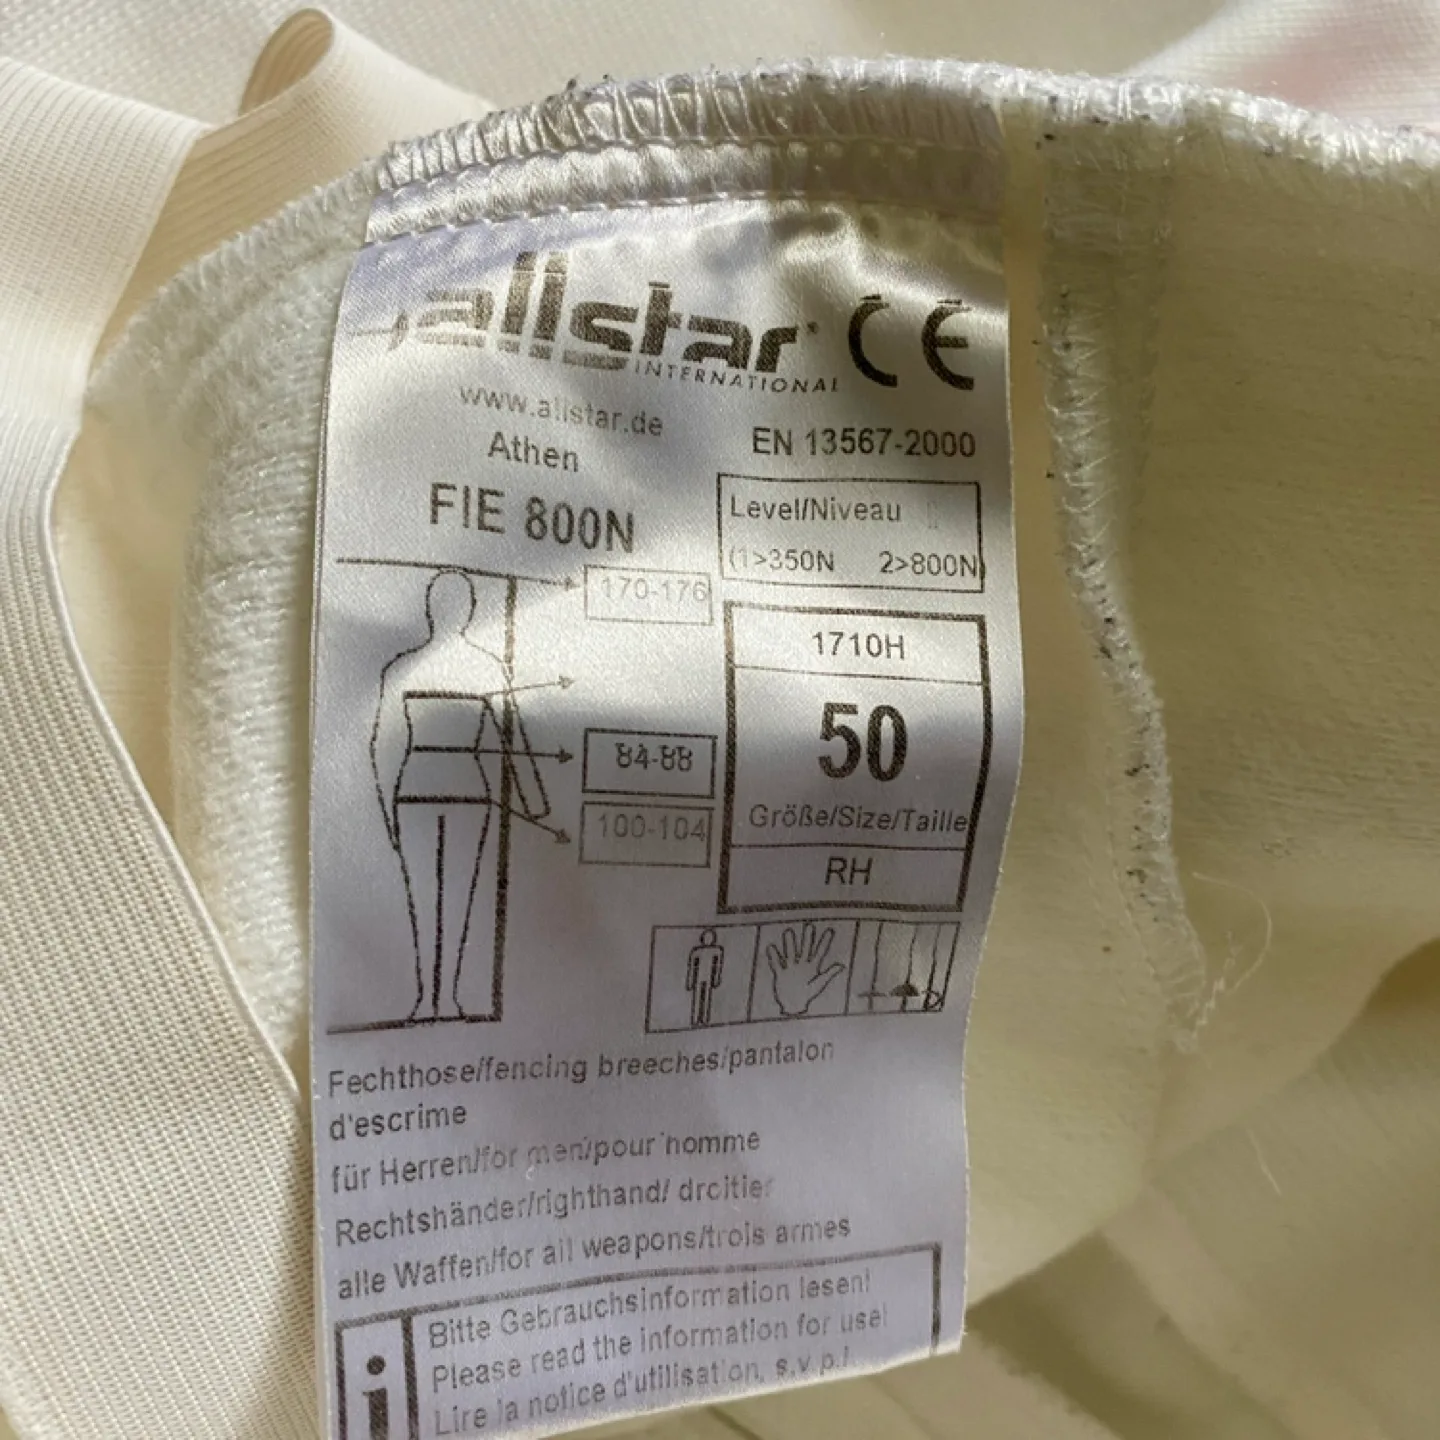 allstar
INTERNATIONAL
CE
www.allstar.de
Athen
FIE 800N
EN 13567-2000
Level/Niveau
(1>350N 2>800N)
170-176
84-88
100-104
1710H
50
Größe/Size/Taille
RH
Fechthose/fencing breeches/pantalon
d'escrime
für Herren/for men/pour homme
Rechtshänder/righthand/ droitier
alle Waffen/for all weapons/trois armes
i
Bitte Gebrauchsinformation lesen!
Please read the information for use!
Lire la notice d'utilisation, s.v.p.!